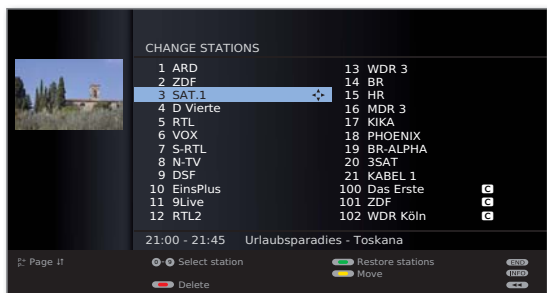 CHANGE STATIONS
1 ARD
2 ZDF
3 SAT.1
4 D Vierte
5 RTL
6 VOX
7 S-RTL
8 N-TV
9 DSF
10 EinsPlus
11 9Live
12 RTL2
13 WDR 3
14 BR
15 HR
16 MDR 3
17 KIKA
18 PHOENIX
19 BR-ALPHA
20 3SAT
21 KABEL 1
100 Das Erste C
101 ZDF C
102 WDR Köln C
21:00 - 21:45 Urlaubsparadies - Toskana
P+ P- Page
0-9 Select station
Delete
Restore stations
Move
END
INFO